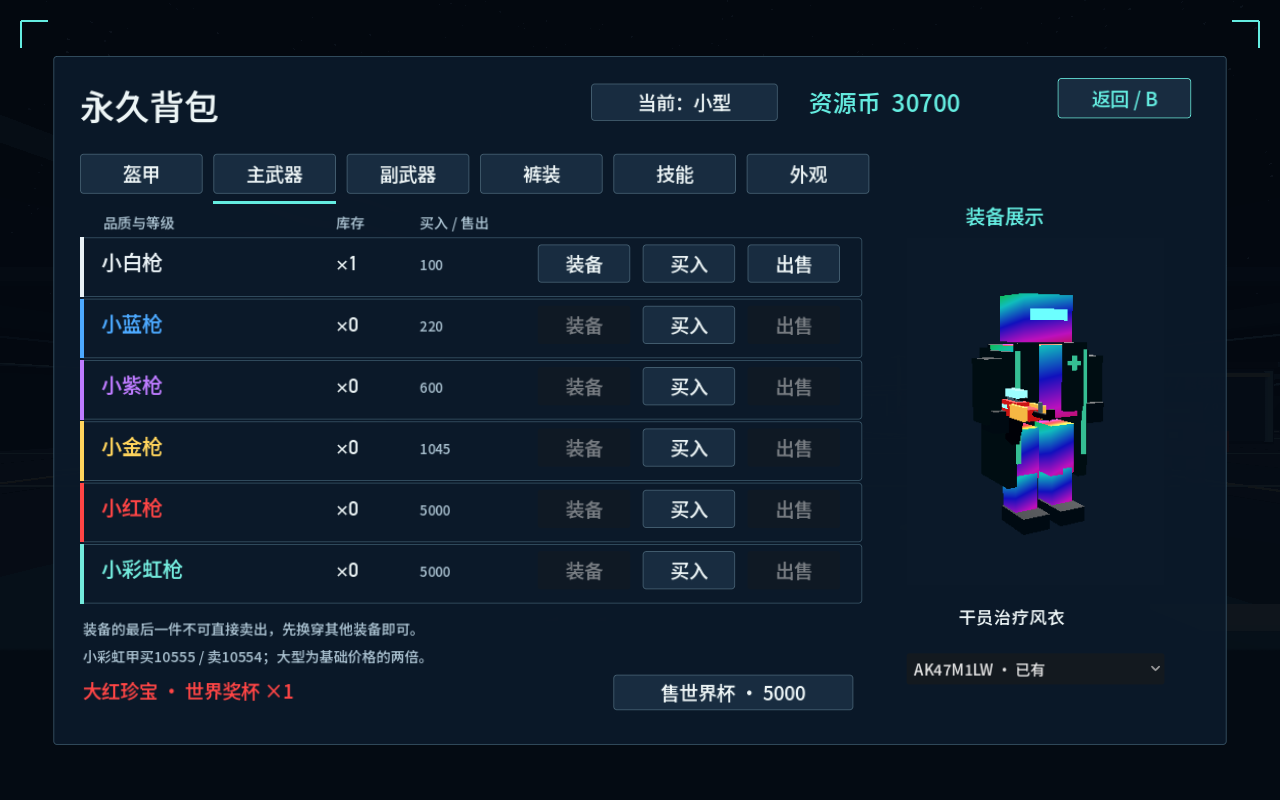 永久背包
当前：小型
资源币 30700
返回 / B
盔甲
主武器
副武器
裤装
技能
外观
品质与等级 库存 买入 / 售出
装备展示
小白枪 ×1 100 装备 买入 出售
小蓝枪 ×0 220 装备 买入 出售
小紫枪 ×0 600 装备 买入 出售
小金枪 ×0 1045 装备 买入 出售
小红枪 ×0 5000 装备 买入 出售
小彩虹枪 ×0 5000 装备 买入 出售
干员治疗风衣
装备的最后一件不可直接卖出，先换穿其他装备即可。
小彩虹甲买10555 / 卖10554；大型为基础价格的两倍。
AK47M1LW · 已有
大红珍宝 · 世界奖杯 ×1
售世界杯 · 5000